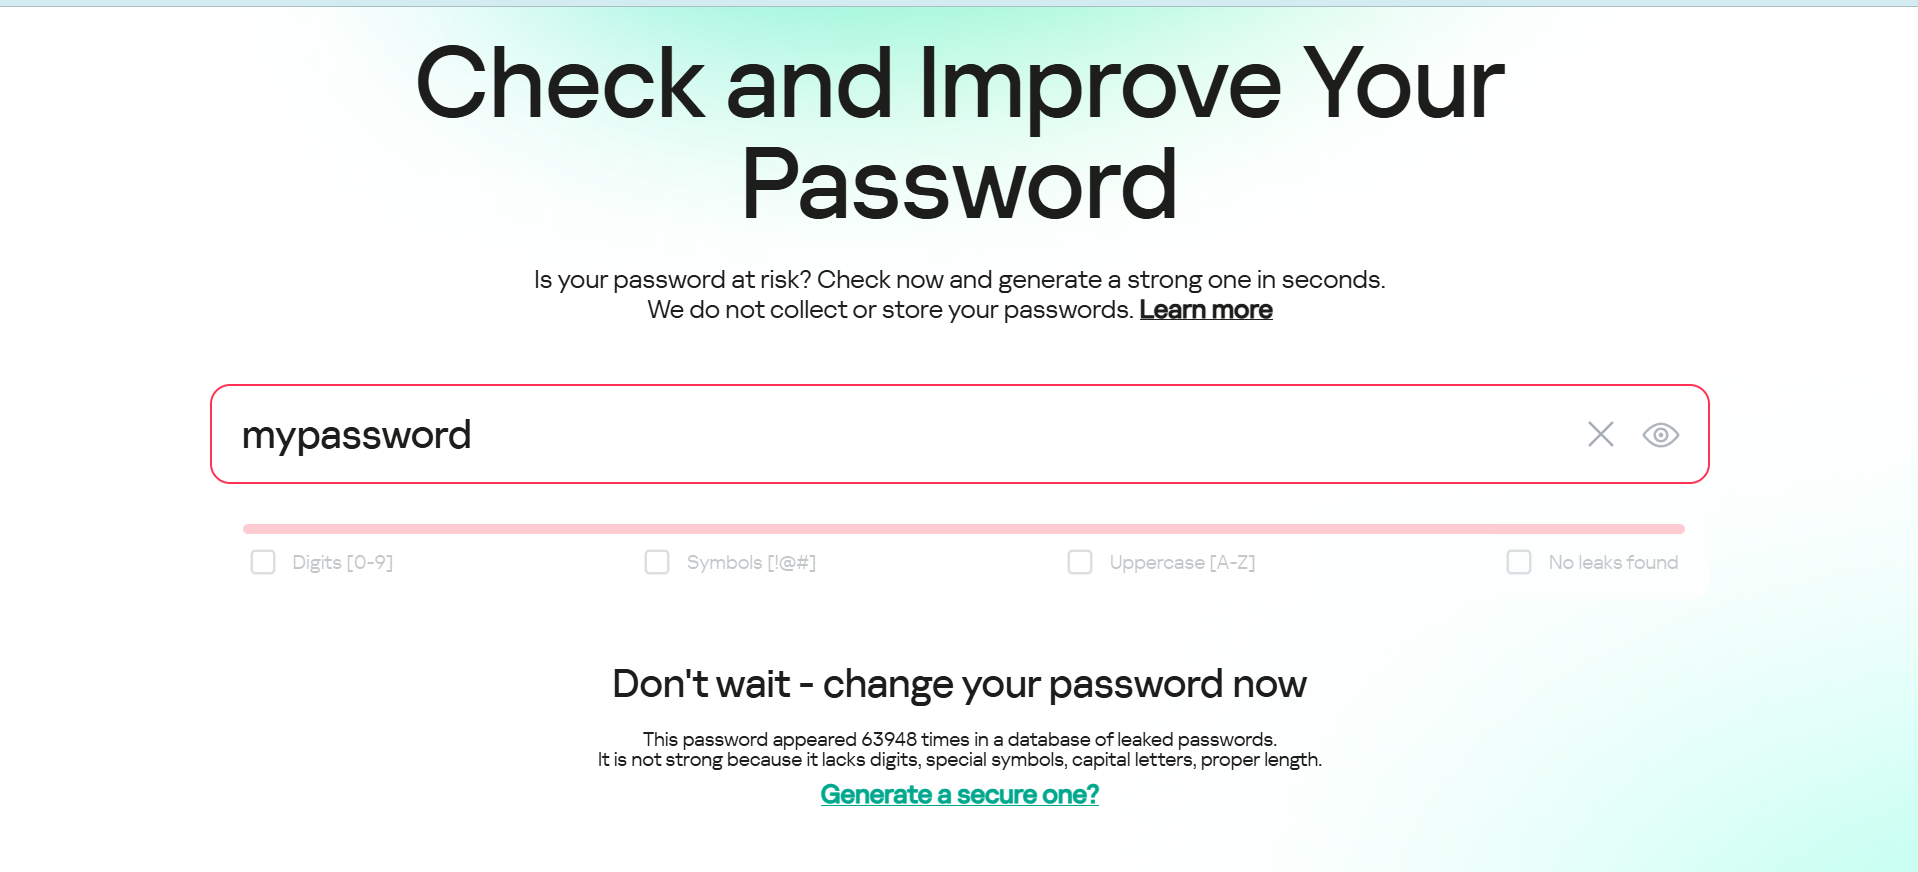 Check and Improve Your
Password
Is your password at risk? Check now and generate a strong one in seconds.
We do not collect or store your passwords. Learn more
mypassword
Digits [0-9] Symbols [!@#] Uppercase [A-Z] No leaks found
Don't wait - change your password now
This password appeared 63948 times in a database of leaked passwords.
It is not strong because it lacks digits, special symbols, capital letters, proper length.
Generate a secure one?